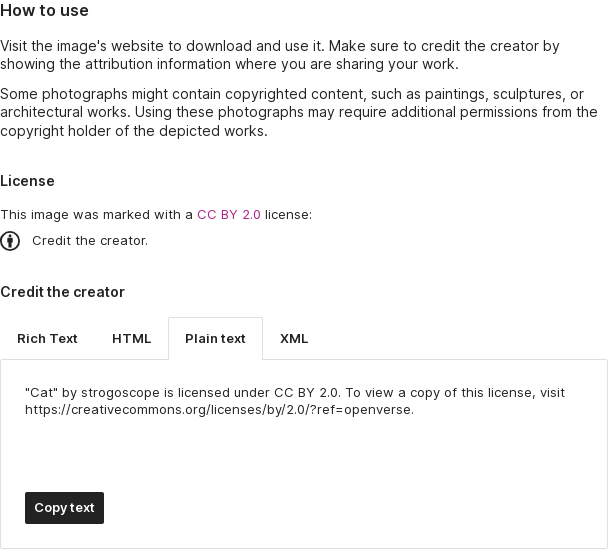 How to use
Visit the image's website to download and use it. Make sure to credit the creator by
showing the attribution information where you are sharing your work.
Some photographs might contain copyrighted content, such as paintings, sculptures, or
architectural works. Using these photographs may require additional permissions from the
copyright holder of the depicted works.
License
This image was marked with a CC BY 2.0 license:
Credit the creator.
Credit the creator
Rich Text HTML Plain text XML
"Cat" by strogoscope is licensed under CC BY 2.0. To view a copy of this license, visit
https://creativecommons.org/licenses/by/2.0/?ref=openverse.
Copy text